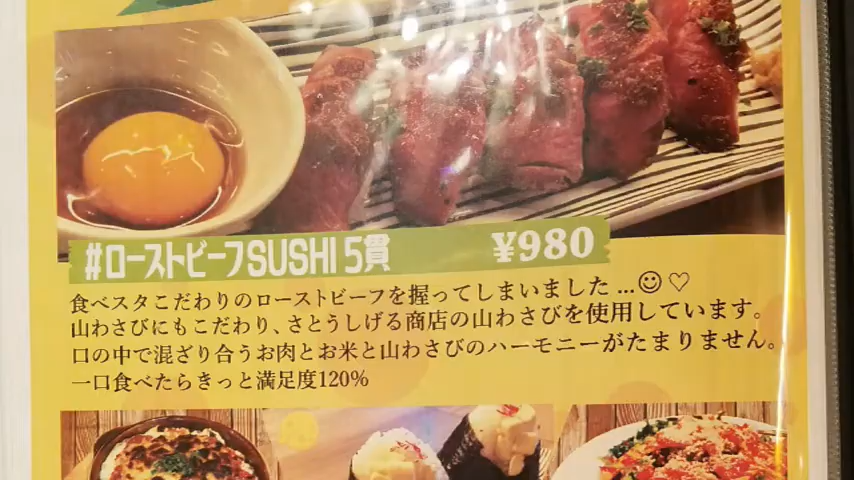 #ローストビーフSUSHI 5貫 ¥980
食べスタこだわりのローストビーフを握ってしまいました...☺♡
山わさびにもこだわり、さとうしげる商店の山わさびを使用しています。
口の中で混ざり合うお肉とお米と山わさびのハーモニーがたまりません。
一口食べたらきっと満足度120%